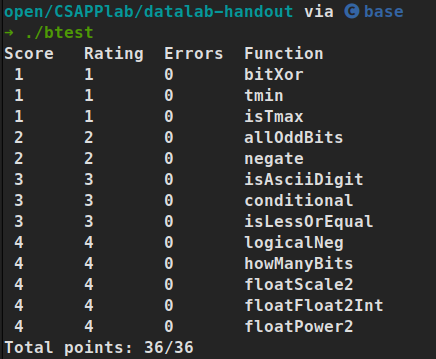 open/CSAPPlab/datalab-handout via C base
➜ ./btest
Score Rating Errors Function
1 1 0 bitXor
1 1 0 tmin
1 1 0 isTmax
2 2 0 allOddBits
2 2 0 negate
3 3 0 isAsciiDigit
3 3 0 conditional
3 3 0 isLessOrEqual
4 4 0 logicalNeg
4 4 0 howManyBits
4 4 0 floatScale2
4 4 0 floatFloat2Int
4 4 0 floatPower2
Total points: 36/36